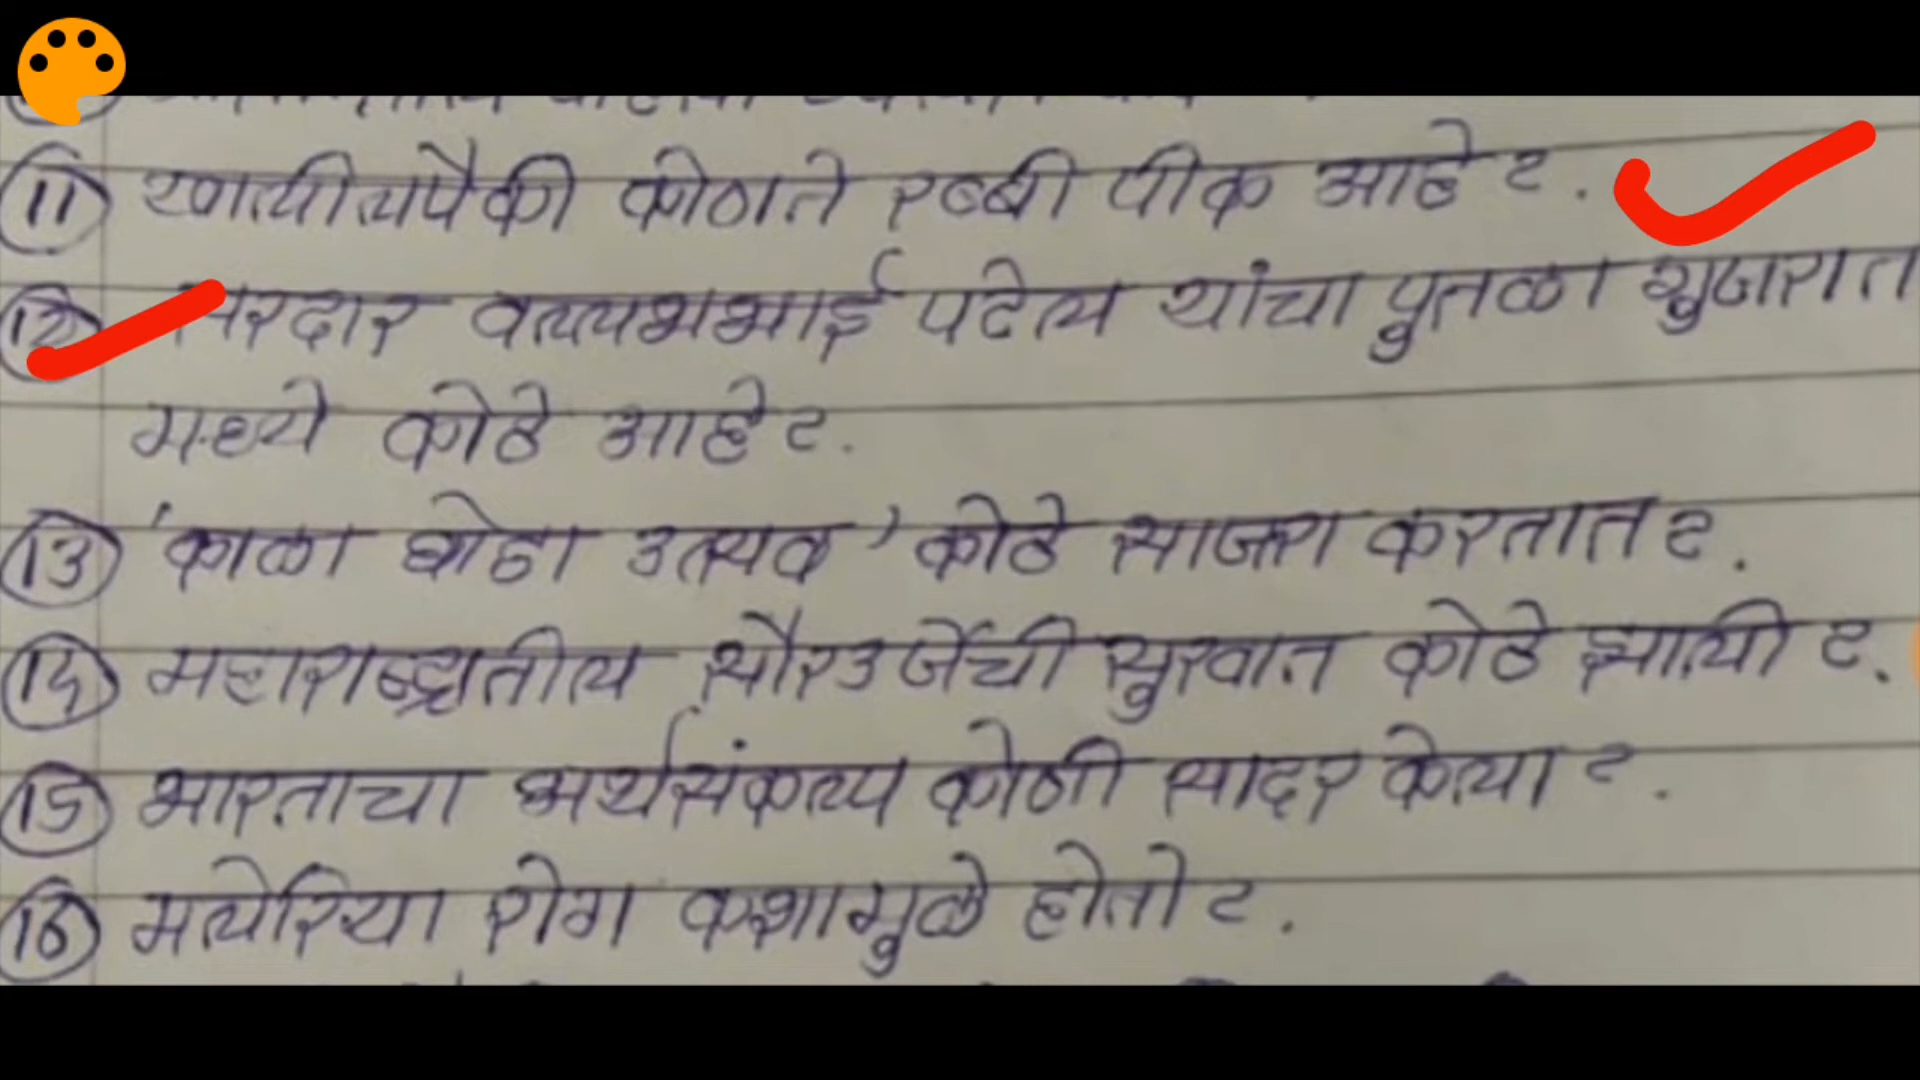 11 खालीलपैकी कोणते रब्बी पीक आहे ?.
12 सरदार वल्लभभाई पटेल यांचा पुतळा गुजरात
मध्ये कोठे आहे ?.
13 'काळा घोडा उत्सव' कोठे साजरा करतात ?.
14 महाराष्ट्रातील सौरउर्जेची सुरवात कोठे झाली ?.
15 भारताचा अर्थसंकल्प कोणी सादर केला ?.
16 मलेरिया रोग कशामुळे होतो ?.